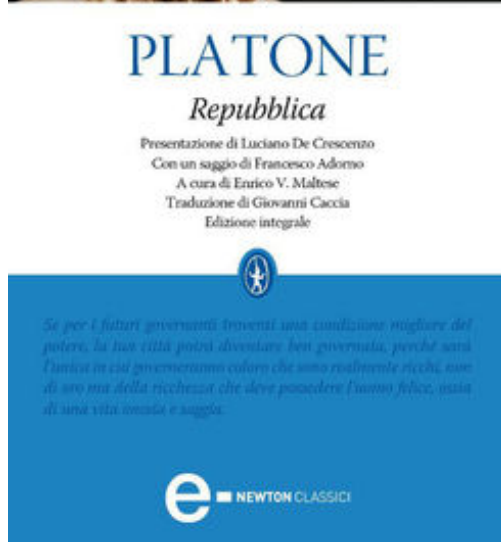 PLATONE
Repubblica
Presentazione di Luciano De Crescenzo
Con un saggio di Francesco Adorno
A cura di Enrico V. Maltese
Traduzione di Giovanni Caccia
Edizione integrale
Se per i futuri governanti troverai una condizione migliore del
potere, la tua città potrà diventare ben governata, perché sarà
l'unica in cui governeranno coloro che sono realmente ricchi, non
di oro ma della ricchezza che deve possedere l'uomo felice, ossia
di una vita onesta e saggia.
e NEWTON CLASSICI